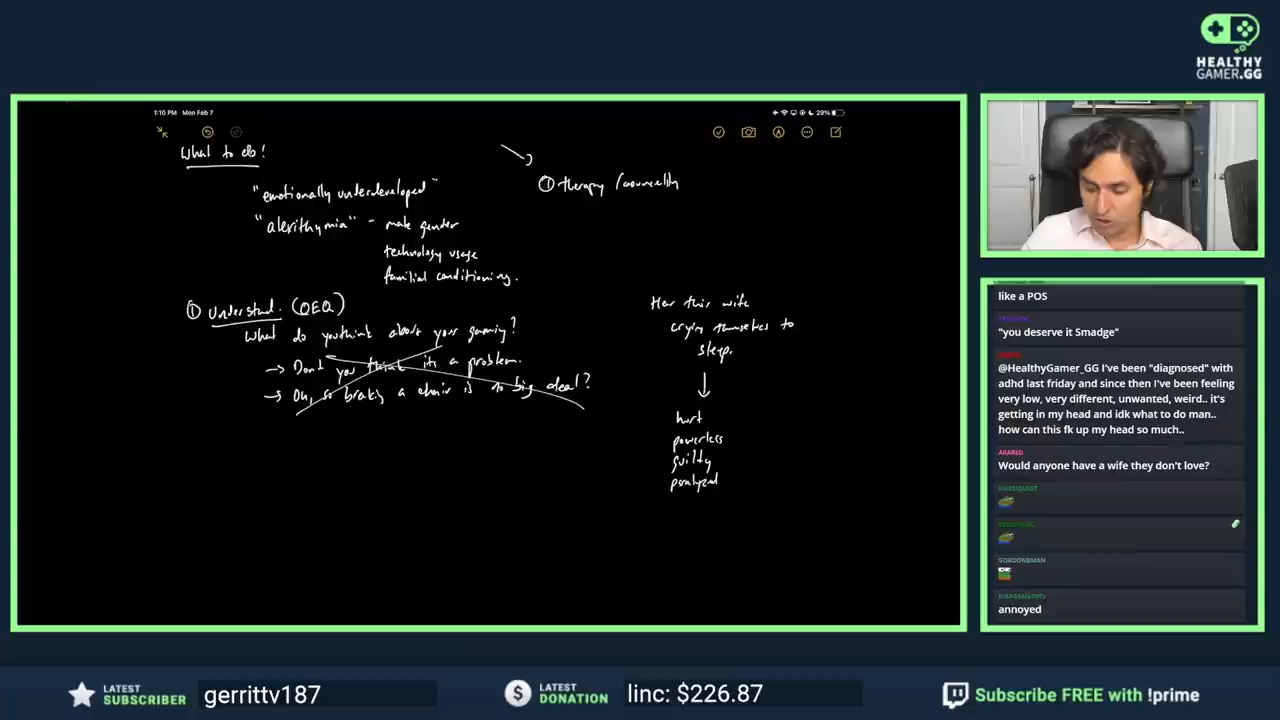 HEALTHY
GAMER.GG
1:10 PM Mon Feb 7
29%
What to do!
"emotionally underdeveloped"
"alexithymia" - male gender
technology usage
familial conditioning.
① therapy / counseling
① Understand. (OEQ)
What do you think about your gaming?
→ Don't you think it's a problem.
→ Oh, so braking a chair is no big deal?
Hear this wife
crying themselves to
sleep.
hurt
powerless
guilty
paralyzed
like a POS
"you deserve it Smadge"
@HealthyGamer_GG I've been "diagnosed" with
adhd last friday and since then I've been feeling
very low, very different, unwanted, weird.. it's
getting in my head and idk what to do man..
how can this fk up my head so much..
AKARED
Would anyone have a wife they don't love?
GORDONBMAN
annoyed
LATEST
SUBSCRIBER
gerrittv187
LATEST
DONATION
linc: $226.87
Subscribe FREE with !prime